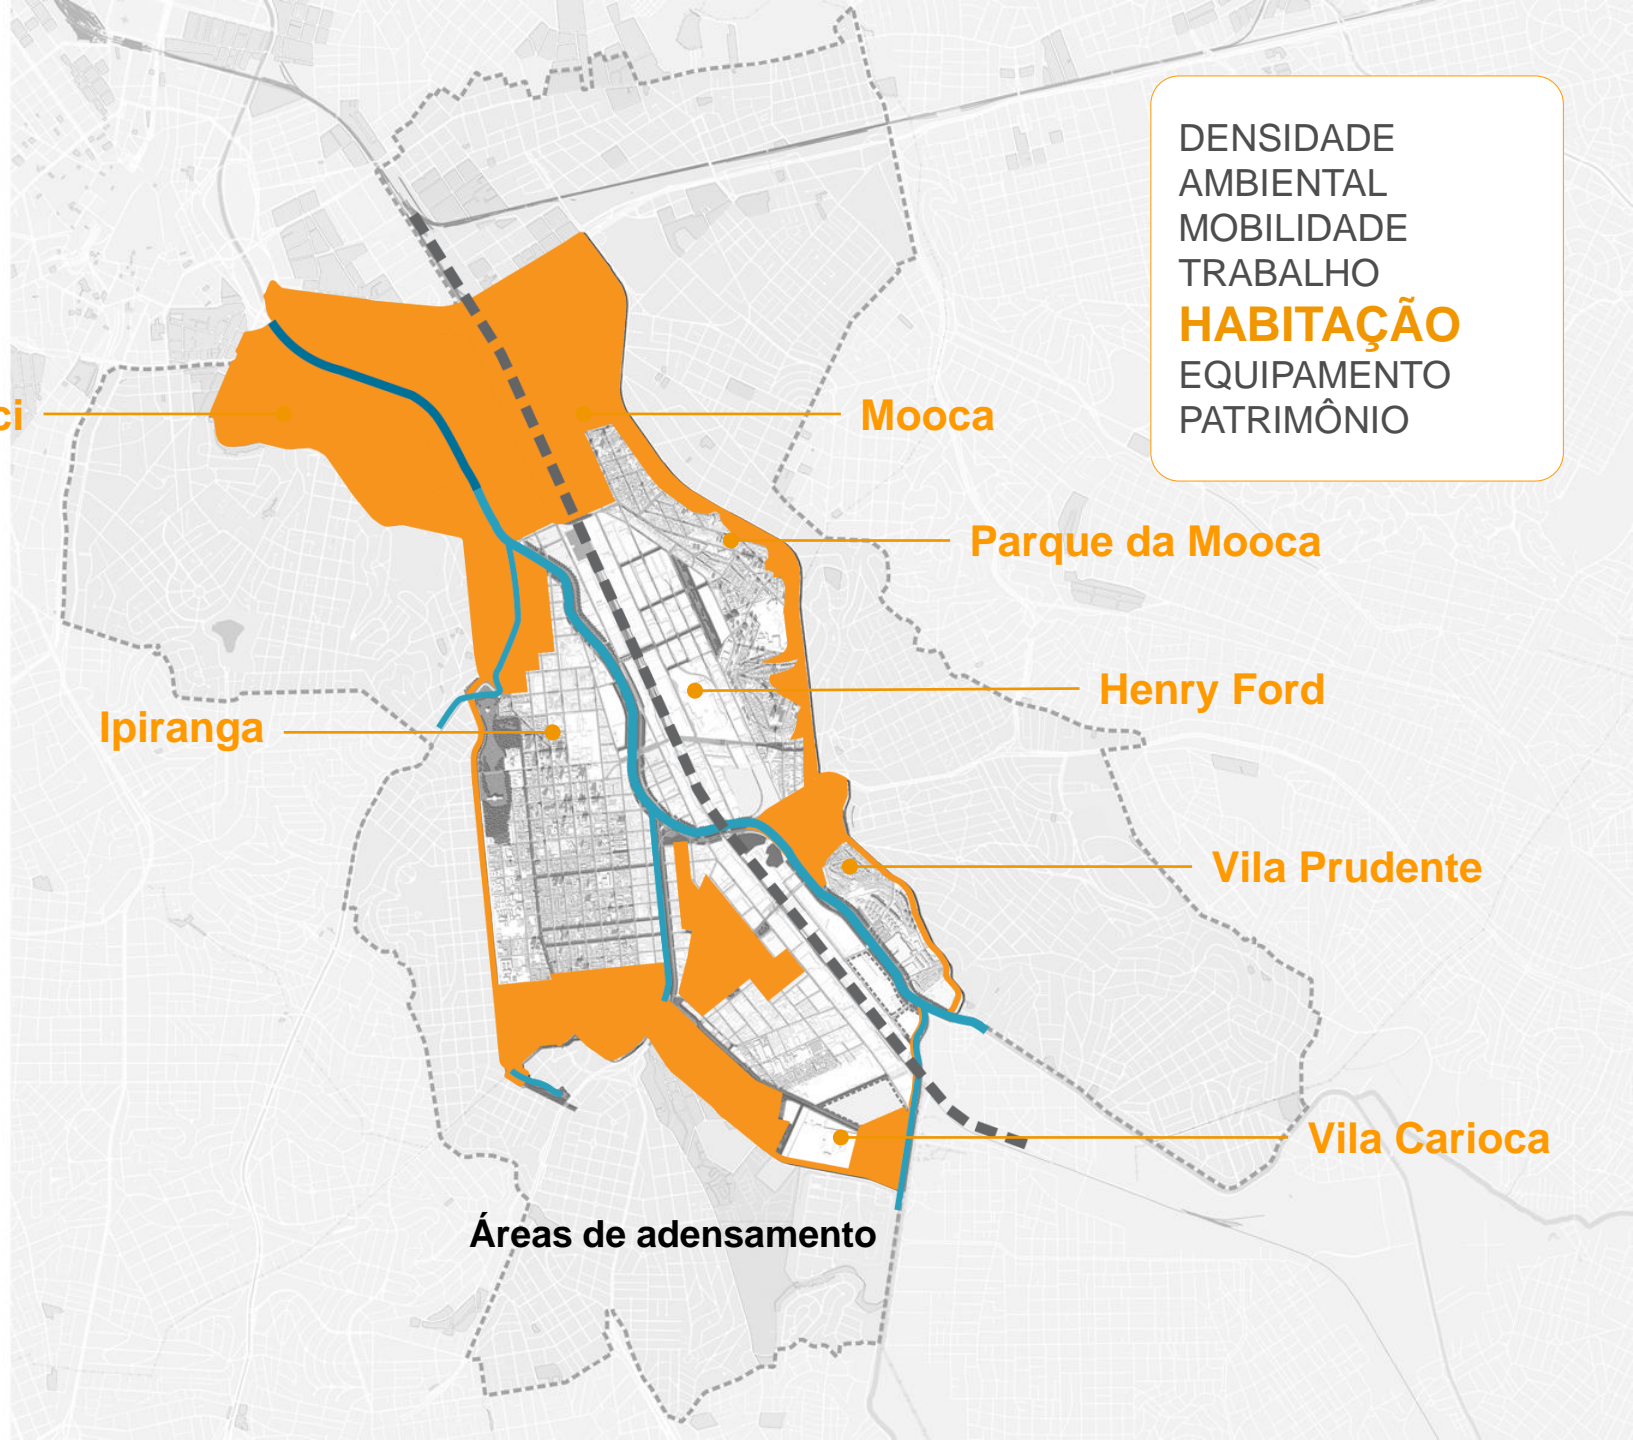 DENSIDADE
AMBIENTAL
MOBILIDADE
TRABALHO
HABITAÇÃO
EQUIPAMENTO
PATRIMÔNIO
Mooca
Parque da Mooca
Henry Ford
Ipiranga
Vila Prudente
Vila Carioca
Áreas de adensamento